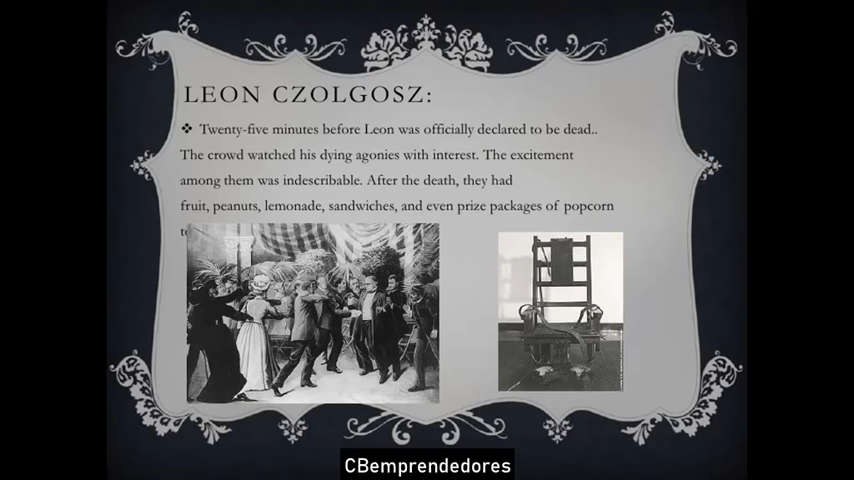 LEON CZOLGOSZ:
❖ Twenty-five minutes before Leon was officially declared to be dead..
The crowd watched his dying agonies with interest. The excitement
among them was indescribable. After the death, they had
fruit, peanuts, lemonade, sandwiches, and even prize packages of popcorn
CBemprendedores